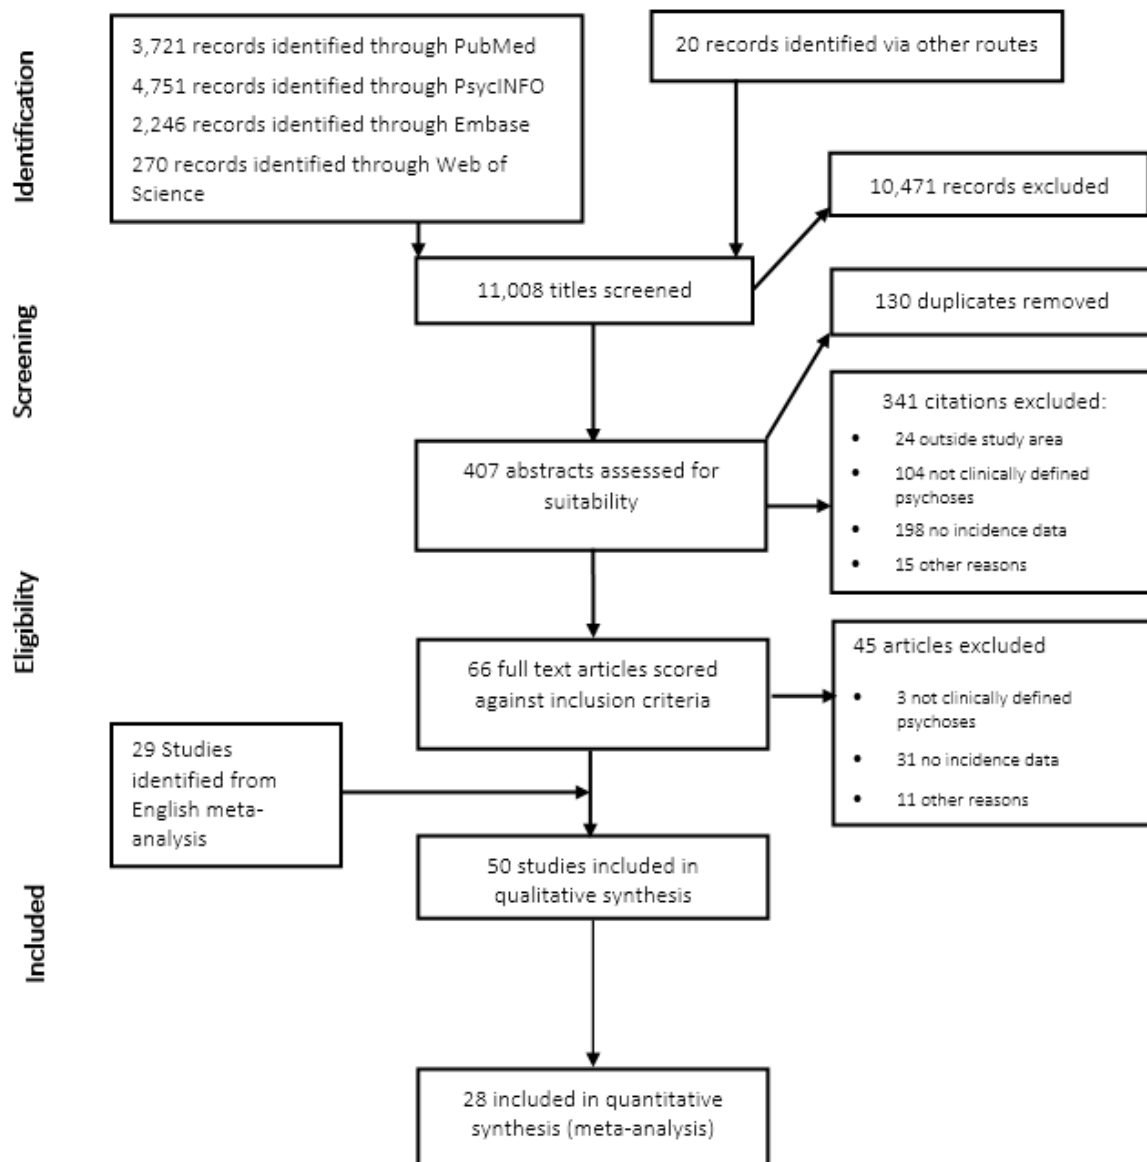 Identification
3,721 records identified through PubMed
4,751 records identified through PsycINFO
2,246 records identified through Embase
270 records identified through Web of
Science
20 records identified via other routes
10,471 records excluded
Screening
11,008 titles screened
130 duplicates removed
341 citations excluded:
• 24 outside study area
• 104 not clinically defined
psychoses
• 198 no incidence data
• 15 other reasons
407 abstracts assessed for
suitability
Eligibility
66 full text articles scored
against inclusion criteria
45 articles excluded
• 3 not clinically defined
psychoses
• 31 no incidence data
• 11 other reasons
29 Studies
identified from
English meta-
analysis
Included
50 studies included in
qualitative synthesis
28 included in quantitative
synthesis (meta-analysis)